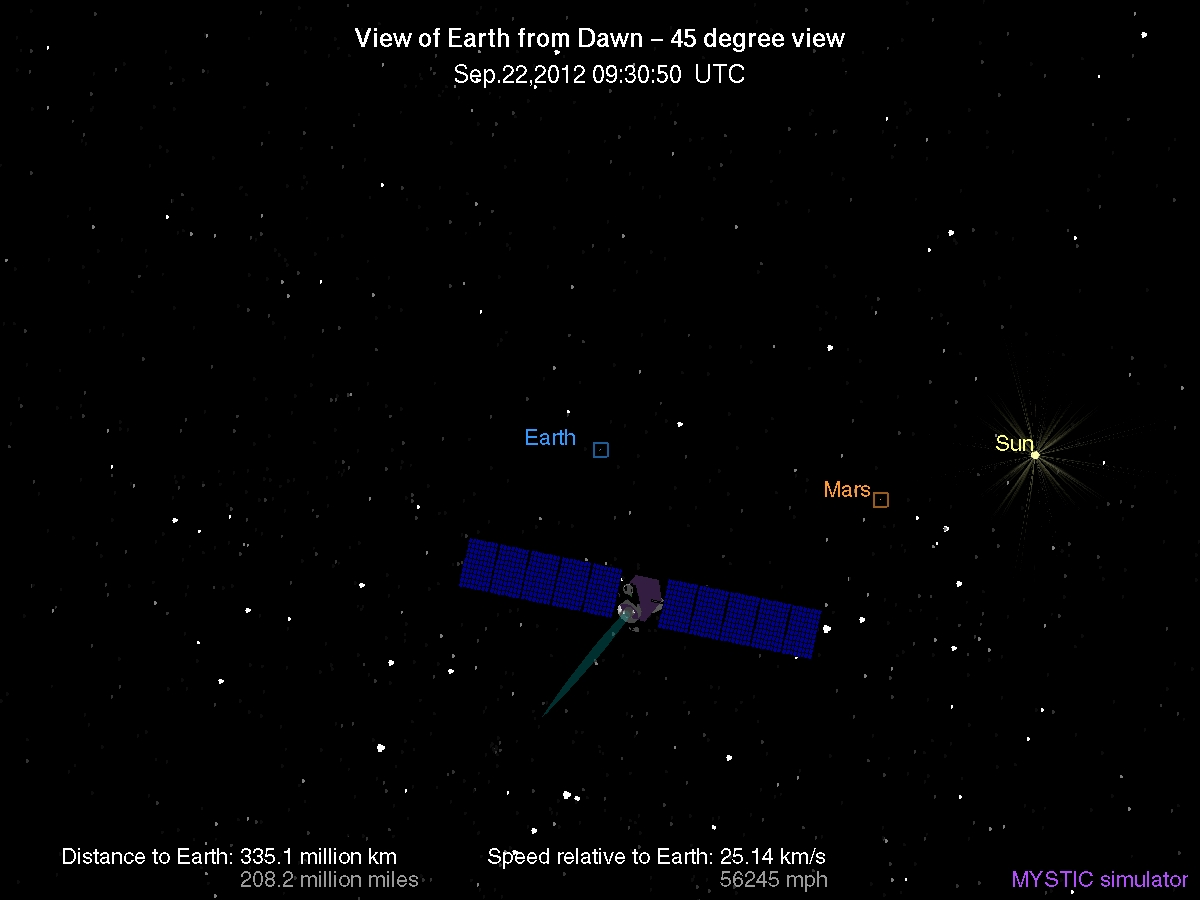 View of Earth from Dawn – 45 degree view
Sep.22,2012 09:30:50 UTC
Earth
Sun
Mars
Distance to Earth: 335.1 million km
208.2 million miles
Speed relative to Earth: 25.14 km/s
56245 mph
MYSTIC simulator